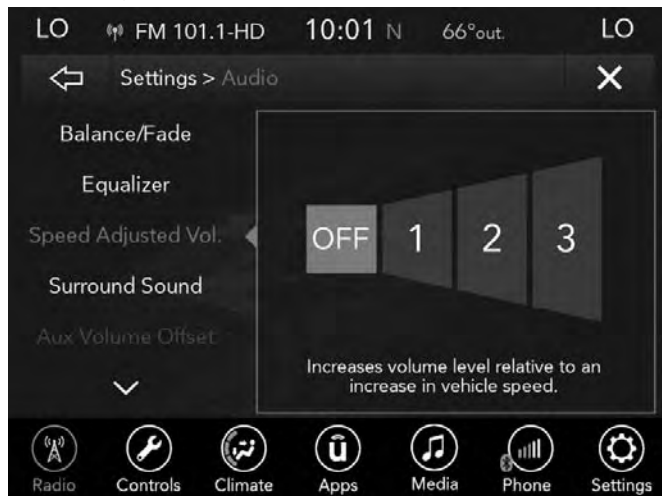 LO FM 101.1-HD 10:01 N 66°out. LO
Settings > Audio
Balance/Fade
Equalizer
Speed Adjusted Vol.
Surround Sound
Aux Volume Offset
OFF 1 2 3
Increases volume level relative to an
increase in vehicle speed.
Radio Controls Climate ū Apps Media Phone Settings